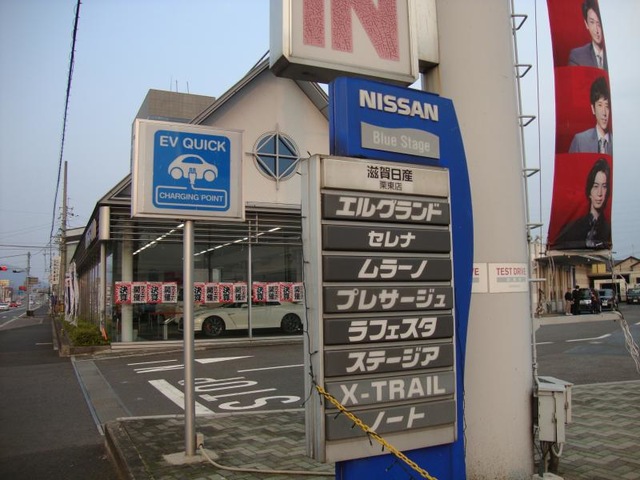 IN
NISSAN
Blue Stage
EV QUICK
CHARGING POINT
滋賀日産
栗東店
エルグランド
セレナ
ムラーノ
プレサージュ
ラフェスタ
ステージア
X-TRAIL
ノート
TEST DRIVE
STOP